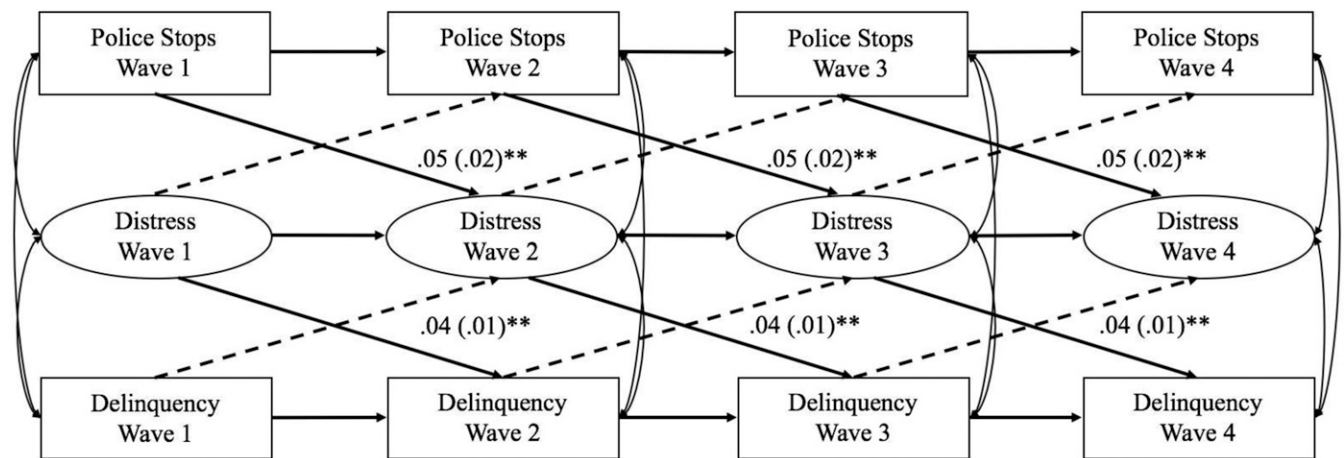 Police Stops
Wave 1
Police Stops
Wave 2
Police Stops
Wave 3
Police Stops
Wave 4
.05 (.02)**
.05 (.02)**
.05 (.02)**
Distress
Wave 1
Distress
Wave 2
Distress
Wave 3
Distress
Wave 4
.04 (.01)**
.04 (.01)**
.04 (.01)**
Delinquency
Wave 1
Delinquency
Wave 2
Delinquency
Wave 3
Delinquency
Wave 4